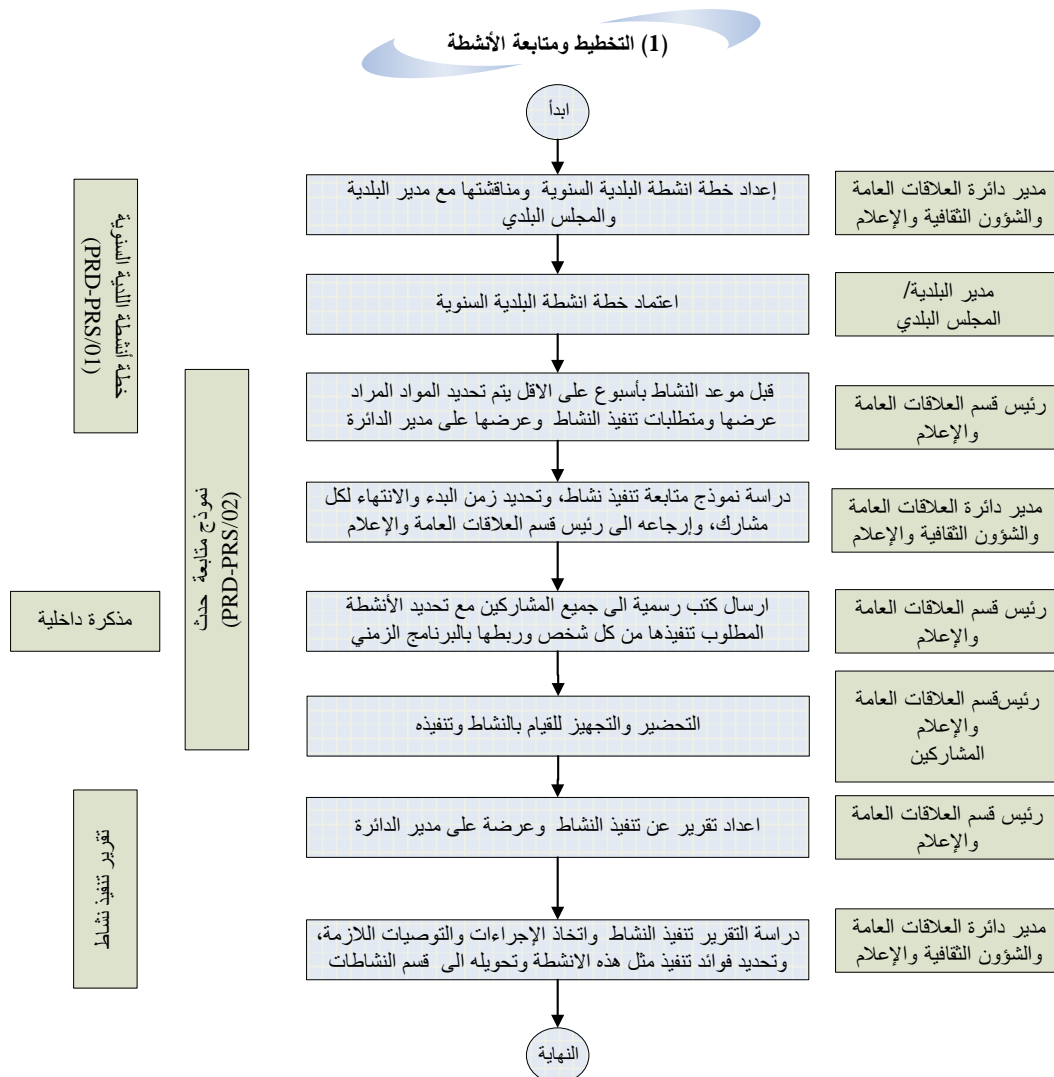 (1) التخطيط ومتابعة الأنشطة
ابدأ
مدير دائرة العلاقات العامة
والشؤون الثقافية والإعلام
إعداد خطة انشطة البلدية السنوية ومناقشتها مع مدير البلدية
والمجلس البلدي
خطة أنشطة اللدية السنوية
(PRD-PRS/01)
مدير البلدية/
المجلس البلدي
اعتماد خطة انشطة البلدية السنوية
رئيس قسم العلاقات العامة
والإعلام
قبل موعد النشاط بأسبوع على الاقل يتم تحديد المواد المراد
عرضها ومتطلبات تنفيذ النشاط وعرضها على مدير الدائرة
نموذج متابعة حدث
(PRD-PRS/02)
مدير دائرة العلاقات العامة
والشؤون الثقافية والإعلام
دراسة نموذج متابعة تنفيذ نشاط، وتحديد زمن البدء والانتهاء لكل
مشارك، وإرجاعه الى رئيس قسم العلاقات العامة والإعلام
رئيس قسم العلاقات العامة
والإعلام
ارسال كتب رسمية الى جميع المشاركين مع تحديد الأنشطة
المطلوب تنفيذها من كل شخص وربطها بالبرنامج الزمني
مذكرة داخلية
رئيس قسم العلاقات العامة
والإعلام
المشاركين
التحضير والتجهيز للقيام بالنشاط وتنفيذه
رئيس قسم العلاقات العامة
والإعلام
اعداد تقرير عن تنفيذ النشاط وعرضة على مدير الدائرة
تقرير تنفيذ نشاط
مدير دائرة العلاقات العامة
والشؤون الثقافية والإعلام
دراسة التقرير تنفيذ النشاط واتخاذ الإجراءات والتوصيات اللازمة،
وتحديد فوائد تنفيذ مثل هذه الانشطة وتحويله الى قسم النشاطات
النهاية